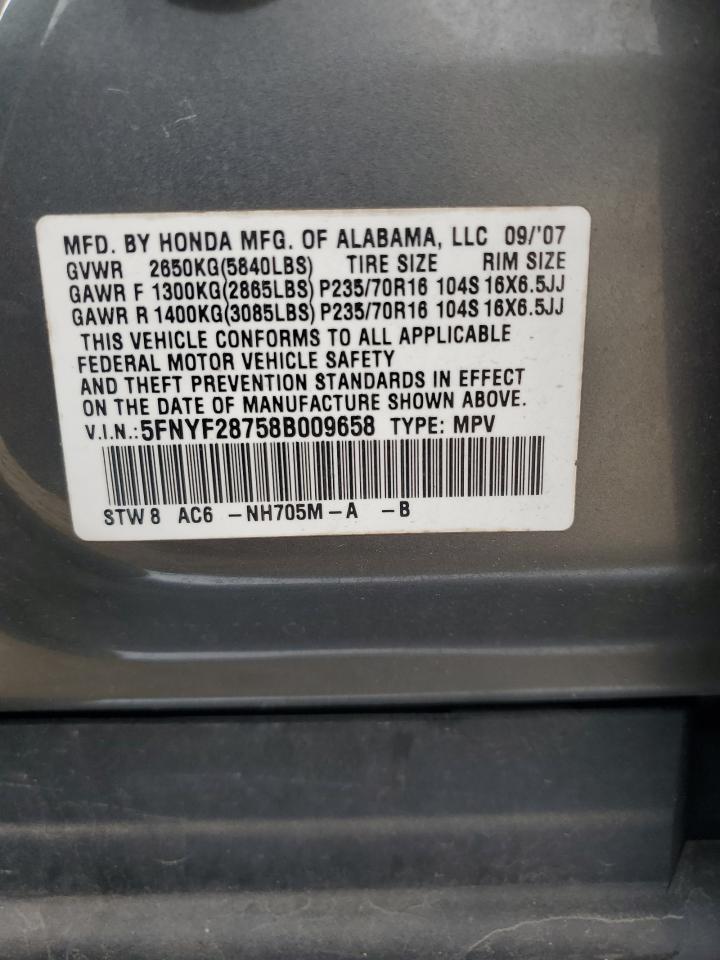 MFD. BY HONDA MFG. OF ALABAMA, LLC 09/'07
GVWR 2650KG(5840LBS) TIRE SIZE RIM SIZE
GAWR F 1300KG(2865LBS) P235/70R16 104S 16X6.5JJ
GAWR R 1400KG(3085LBS) P235/70R16 104S 16X6.5JJ
THIS VEHICLE CONFORMS TO ALL APPLICABLE
FEDERAL MOTOR VEHICLE SAFETY
AND THEFT PREVENTION STANDARDS IN EFFECT
ON THE DATE OF MANUFACTURE SHOWN ABOVE.
V.I.N.: 5FNYF28758B009658 TYPE: MPV
STW8 AC6 -NH705M-A -B